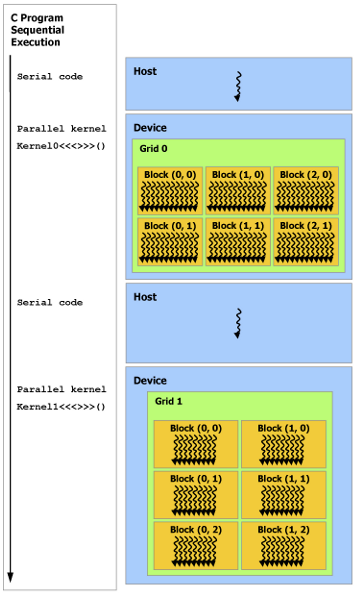 C Program
Sequential
Execution
Serial code
Host
Parallel kernel
Kernel0<<<>>>()
Device
Grid 0
Block (0, 0) Block (1, 0) Block (2, 0)
Block (0, 1) Block (1, 1) Block (2, 1)
Serial code
Host
Parallel kernel
Kernel1<<<>>>()
Device
Grid 1
Block (0, 0) Block (1, 0)
Block (0, 1) Block (1, 1)
Block (0, 2) Block (1, 2)